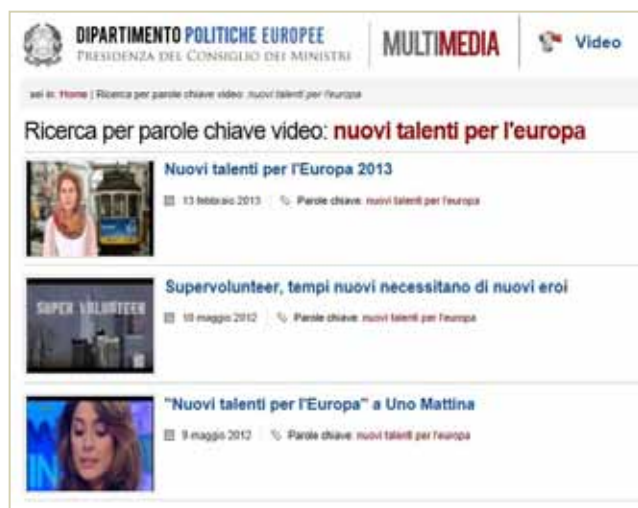 DIPARTIMENTO POLITICHE EUROPEE
PRESIDENZA DEL CONSIGLIO DEI MINISTRI
MULTIMEDIA
Video
sei in: Home | Ricerca per parole chiave video: nuovi talenti per l'europa
Ricerca per parole chiave video: nuovi talenti per l'europa
Nuovi talenti per l'Europa 2013
13 febbraio 2013 Parole chiave: nuovi talenti per l'europa
SUPER VOLUNTEER
Supervolunteer, tempi nuovi necessitano di nuovi eroi
10 maggio 2012 Parole chiave: nuovi talenti per l'europa
"Nuovi talenti per l'Europa" a Uno Mattina
9 maggio 2012 Parole chiave: nuovi talenti per l'europa